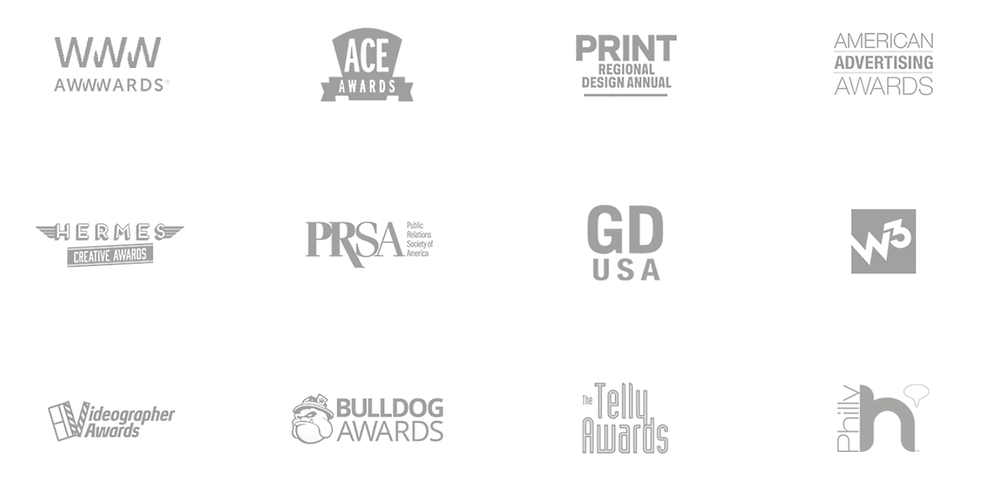 WWW
AWWWARDS®
ACE
AWARDS
PRINT
REGIONAL
DESIGN ANNUAL
AMERICAN
ADVERTISING
AWARDS
HERMES
CREATIVE AWARDS
PRSA
Public
Relations
Society of
America
GD
USA
W3
Videographer
Awards
BULLDOG
AWARDS
The Telly
Awards
Philly
h